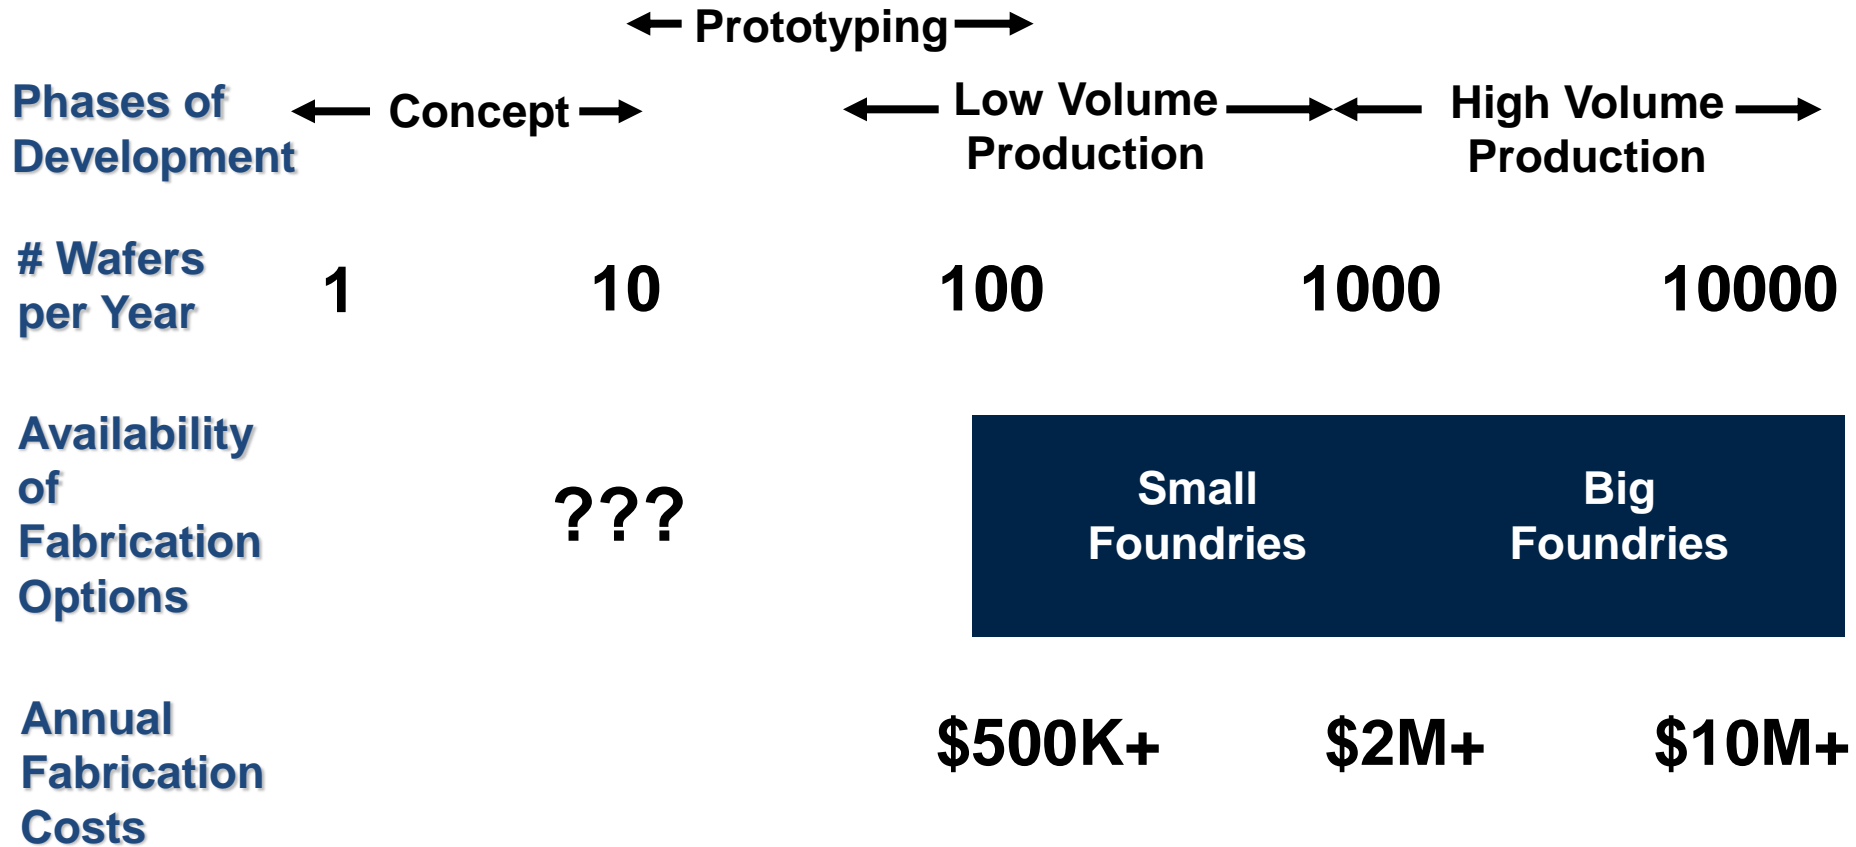 Prototyping
Phases of
Development
Concept
Low Volume
Production
High Volume
Production
# Wafers
per Year
1
10
100
1000
10000
Availability
of
Fabrication
Options
???
Small
Foundries
Big
Foundries
Annual
Fabrication
Costs
$500K+
$2M+
$10M+